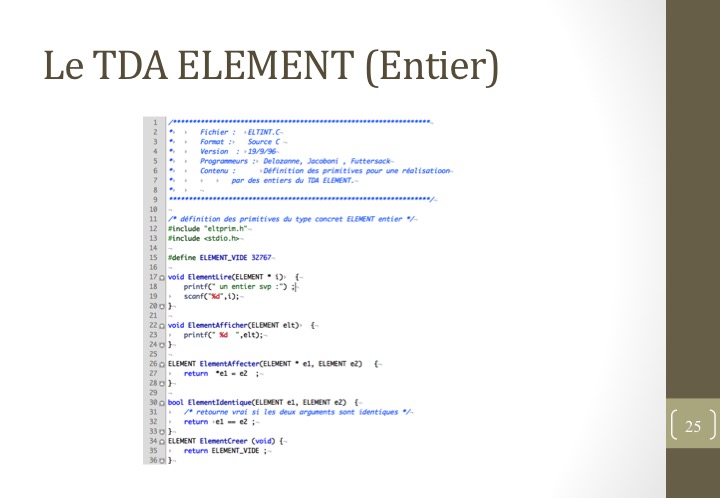 Le TDA ELEMENT (Entier)
1 /*****************************************************************
2 * Fichier : ELTINT.C
3 * Format : Source C
4 * Version : 19/9/96
5 * Programmeurs : Delozanne, Jacoboni , Futtersack
6 * Contenu : Définition des primitives pour une réalisatioon
7 * par des entiers du TDA ELEMENT.
8 *
9 *****************************************************************/
10
11 /* définition des primitives du type concret ELEMENT entier */
12 #include "eltprim.h"
13 #include <stdio.h>
14
15 #define ELEMENT_VIDE 32767
16
17 void ElementLire(ELEMENT * i) {
18 printf(" un entier svp :") ;
19 scanf("%d",i);
20 }
21
22 void ElementAfficher(ELEMENT elt) {
23 printf(" %d ",elt);
24 }
25
26 ELEMENT ElementAffecter(ELEMENT * e1, ELEMENT e2) {
27 return *e1 = e2 ;
28 }
29
30 bool ElementIdentique(ELEMENT e1, ELEMENT e2) {
31 /* retourne vrai si les deux arguments sont identiques */
32 return e1 == e2 ;
33 }
34 ELEMENT ElementCreer (void) {
35 return ELEMENT_VIDE ;
36 }
25